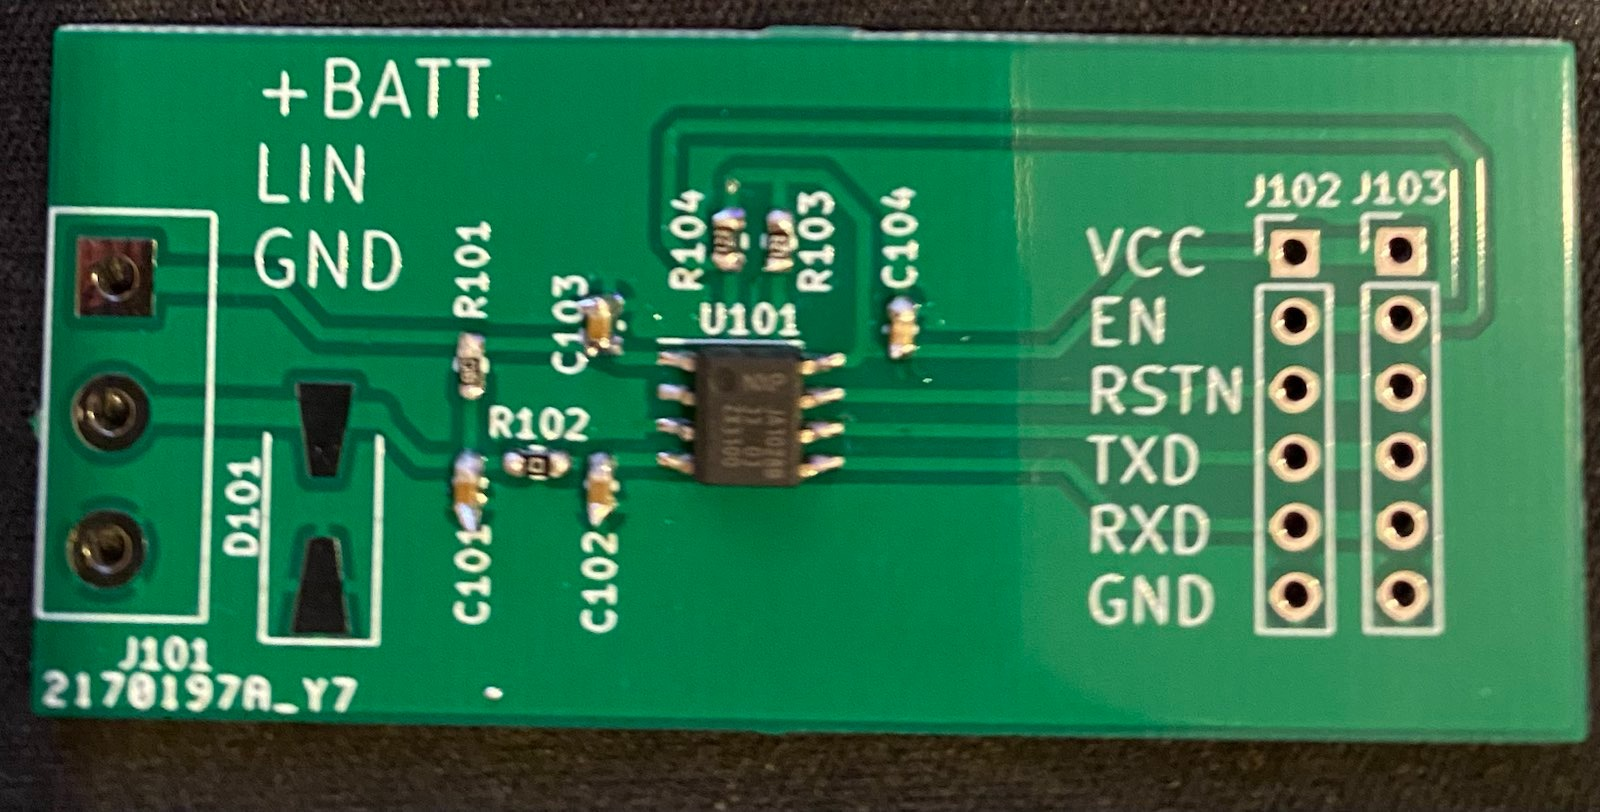 +BATT
LIN
GND
J102 J103
R104
R103
C104
R101
C103
U101
VCC
EN
RSTN
TXD
RXD
GND
R102
D101
C101
C102
J101
2170197A_Y7